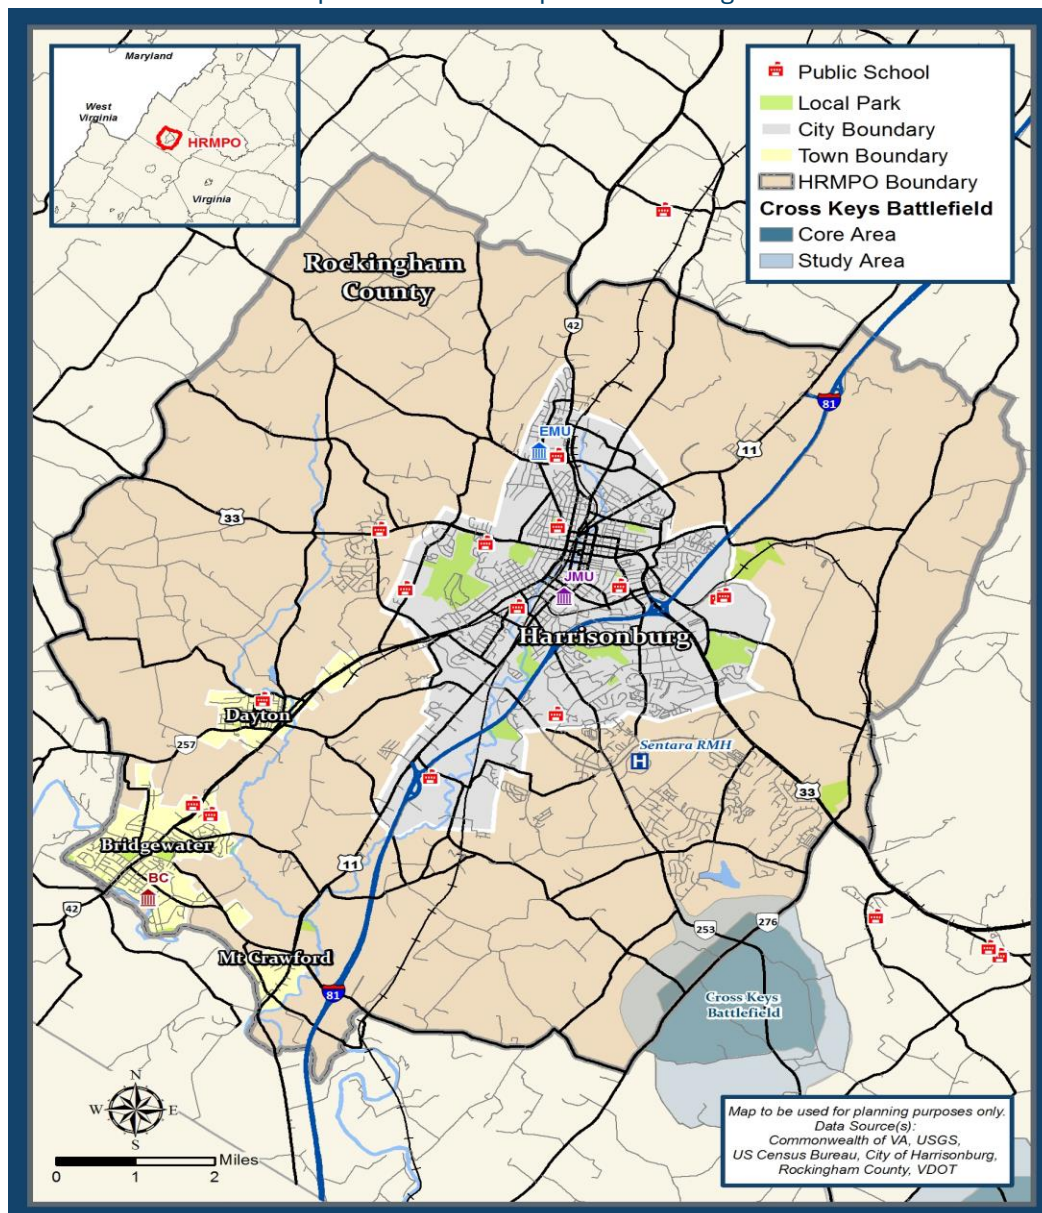 Maryland
West
Virginia
HRMPO
Virginia
Public School
Local Park
City Boundary
Town Boundary
HRMPO Boundary
Cross Keys Battlefield
Core Area
Study Area
Rockingham
County
42
81
EMU
11
33
JMU
Harrisonburg
Dayton
257
Sentara RMH
H
33
Bridgewater
11
BC
42
253
276
Mt Crawford
81
Cross Keys
Battlefield
N
W E
S
Miles
0 1 2
Map to be used for planning purposes only.
Data Source(s):
Commonwealth of VA, USGS,
US Census Bureau, City of Harrisonburg,
Rockingham County, VDOT